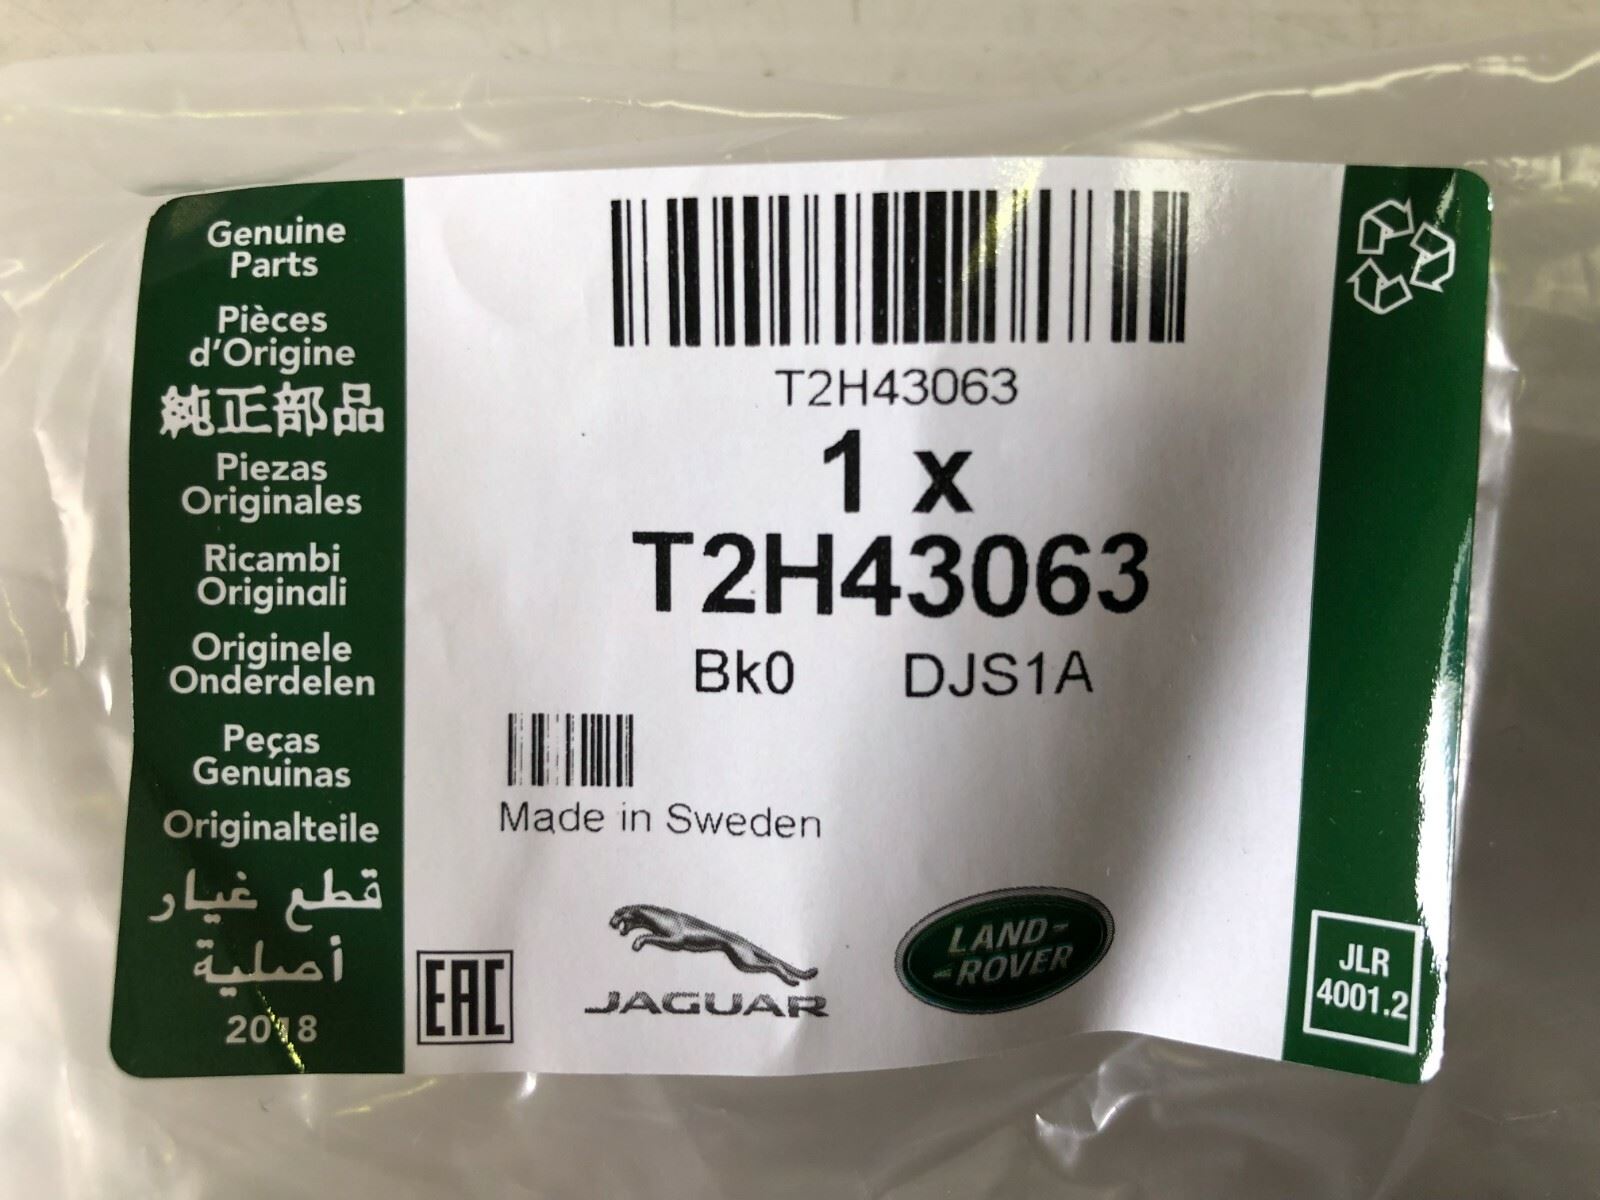 Genuine
Parts
Pièces
d'Origine
純正部品
Piezas
Originales
Ricambi
Originali
Originele
Onderdelen
Peças
Genuinas
Originalteile
قطع غيار
أصلية
2018
T2H43063
1 x
T2H43063
Bk0 DJS1A
Made in Sweden
EAC
JAGUAR
LAND-
-ROVER
JLR
4001.2